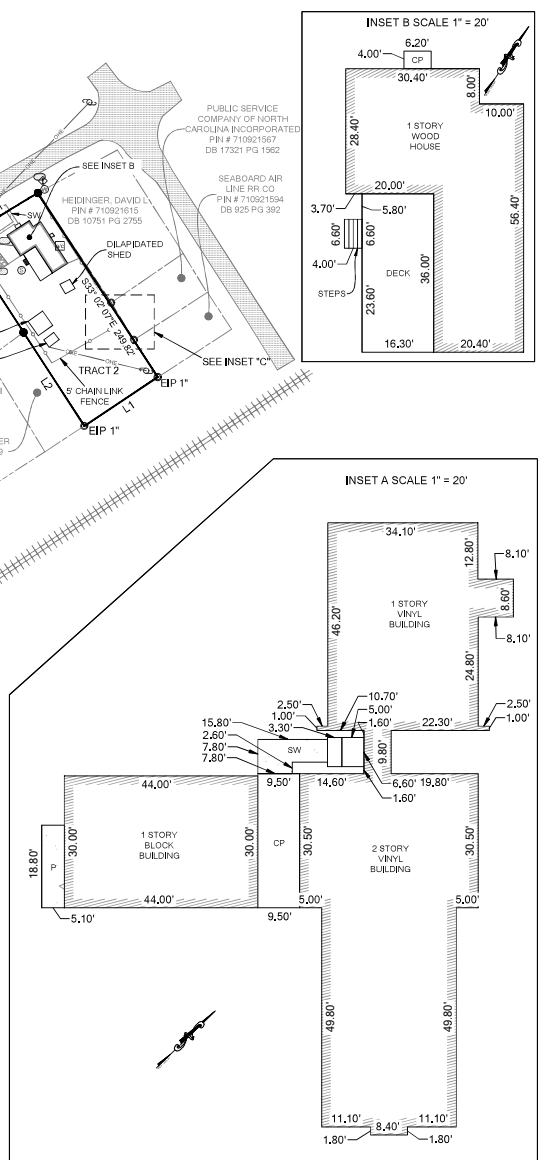 INSET B SCALE 1" = 20'
6.20'
4.00'
CP
30.40'
8.00'
10.00'
28.40'
1 STORY
WOOD
HOUSE
56.40'
20.00'
3.70'
5.80'
6.60'
6.60'
4.00'
STEPS
DECK
36.00'
23.60'
16.30'
20.40'
PUBLIC SERVICE
COMPANY OF NORTH
CAROLINA INCORPORATED
PIN # 710921567
DB 17321 PG 1562
SEE INSET B
SEABOARD AIR
LINE RR CO
PIN # 710921594
DB 925 PG 392
HEIDINGER, DAVID L
PIN # 710921615
DB 10751 PG 2755
SW
DILAPIDATED
SHED
S33° 02' 07"E 249.82'
SEE INSET "C"
OHE
TRACT 2
5' CHAIN LINK
FENCE
EIP 1"
L2
L1
EIP 1"
INSET A SCALE 1" = 20'
34.10'
12.80'
8.10'
8.60'
8.10'
46.20'
1 STORY
VINYL
BUILDING
24.80'
2.50'
1.00'
10.70'
5.00'
1.60'
22.30'
2.50'
1.00'
3.30'
15.80'
2.60'
7.80'
7.80'
SW
9.80'
6.60'
1.60'
44.00'
9.50'
14.60'
19.80'
18.80'
P
30.00'
1 STORY
BLOCK
BUILDING
30.00'
CP
30.50'
2 STORY
VINYL
BUILDING
30.50'
5.10'
44.00'
9.50'
5.00'
5.00'
49.80'
49.80'
11.10'
8.40'
11.10'
1.80'
1.80'